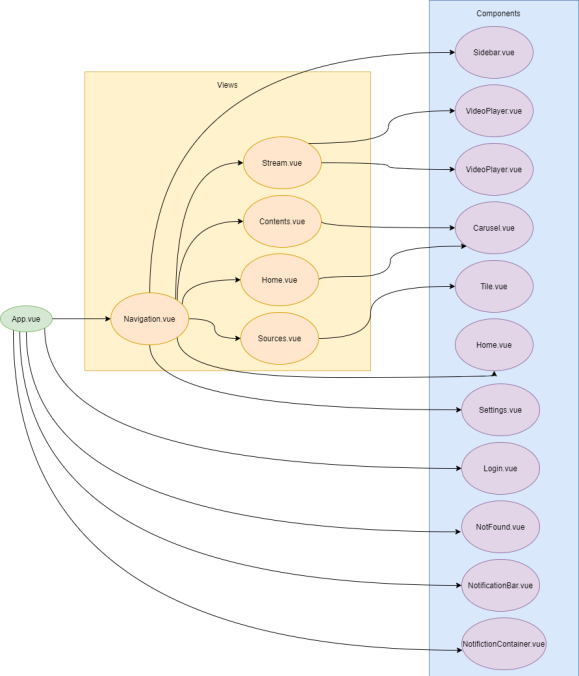 Components
Sidebar.vue
Views
VideoPlayer.vue
Stream.vue
VideoPlayer.vue
Contents.vue
Carusel.vue
Home.vue
Tile.vue
App.vue
Navigation.vue
Sources.vue
Home.vue
Settings.vue
Login.vue
NotFound.vue
NotificationBar.vue
NotifictionContainer.vue